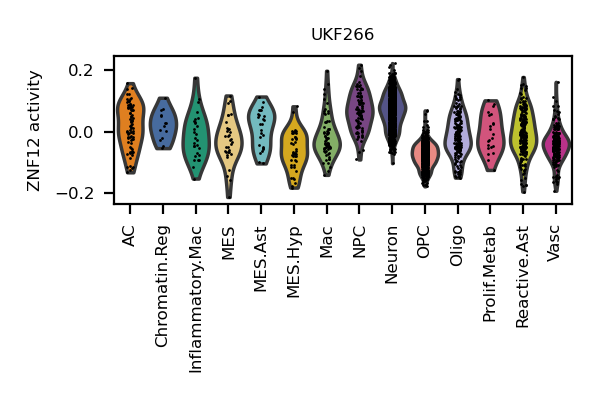 UKF266
ZNF12 activity
0.2
0.0
−0.2
AC
Chromatin.Reg
Inflammatory.Mac
MES
MES.Ast
MES.Hyp
Mac
NPC
Neuron
OPC
Oligo
Prolif.Metab
Reactive.Ast
Vasc